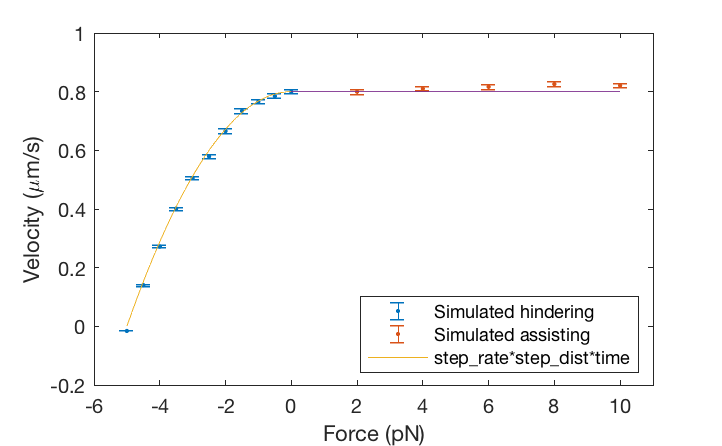 1
0.8
0.6
0.4
0.2
0
-0.2
Velocity (μm/s)
Simulated hindering
Simulated assisting
step_rate*step_dist*time
-6 -4 -2 0 2 4 6 8 10
Force (pN)